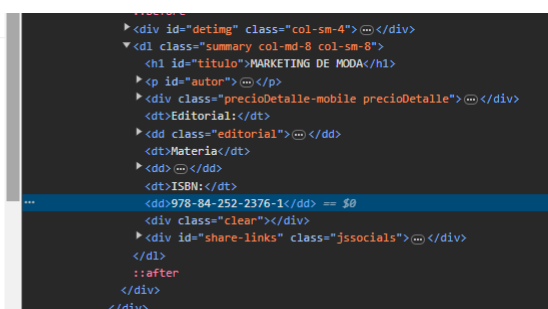 ::before
<div id="detimg" class="col-sm-4">…</div>
<dl class="summary col-md-8 col-sm-8">
<h1 id="titulo">MARKETING DE MODA</h1>
<p id="autor">…</p>
<div class="precioDetalle-mobile precioDetalle">…</div>
<dt>Editorial:</dt>
<dd class="editorial">…</dd>
<dt>Materia</dt>
<dd>…</dd>
<dt>ISBN:</dt>
… <dd>978-84-252-2376-1</dd> == $0
<div class="clear"></div>
<div id="share-links" class="jssocials">…</div>
</dl>
::after
</div>
</div>